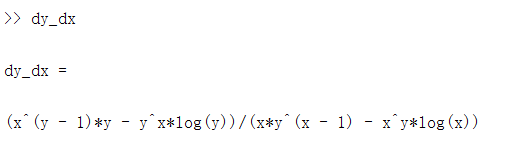 >> dy_dx
dy_dx =
(x^(y - 1)*y - y^x*log(y))/(x*y^(x - 1) - x^y*log(x))